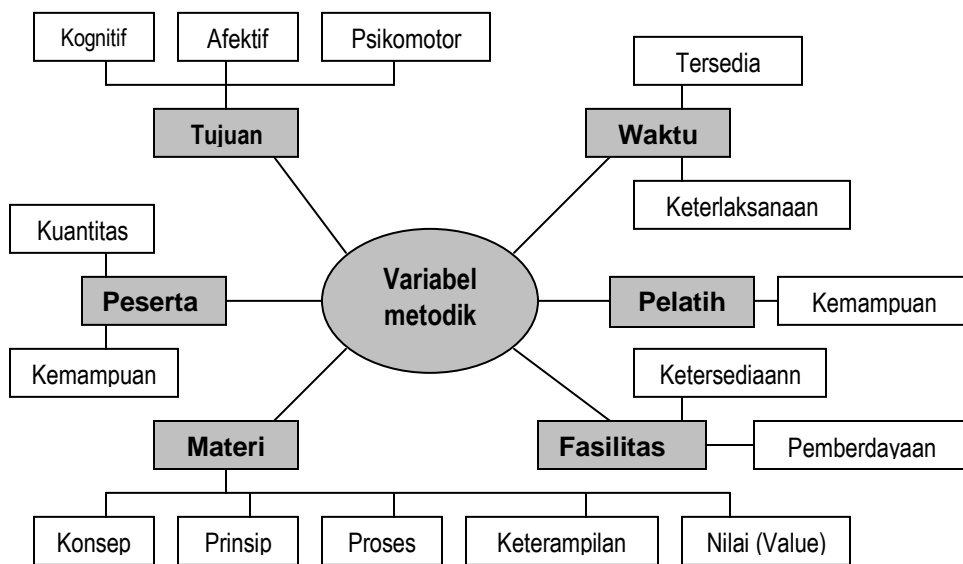 Kognitif
Afektif
Psikomotor
Tersedia
Tujuan
Waktu
Keterlaksanaan
Kuantitas
Variabel
metodik
Peserta
Pelatih
Kemampuan
Kemampuan
Ketersediaann
Materi
Fasilitas
Pemberdayaan
Konsep
Prinsip
Proses
Keterampilan
Nilai (Value)